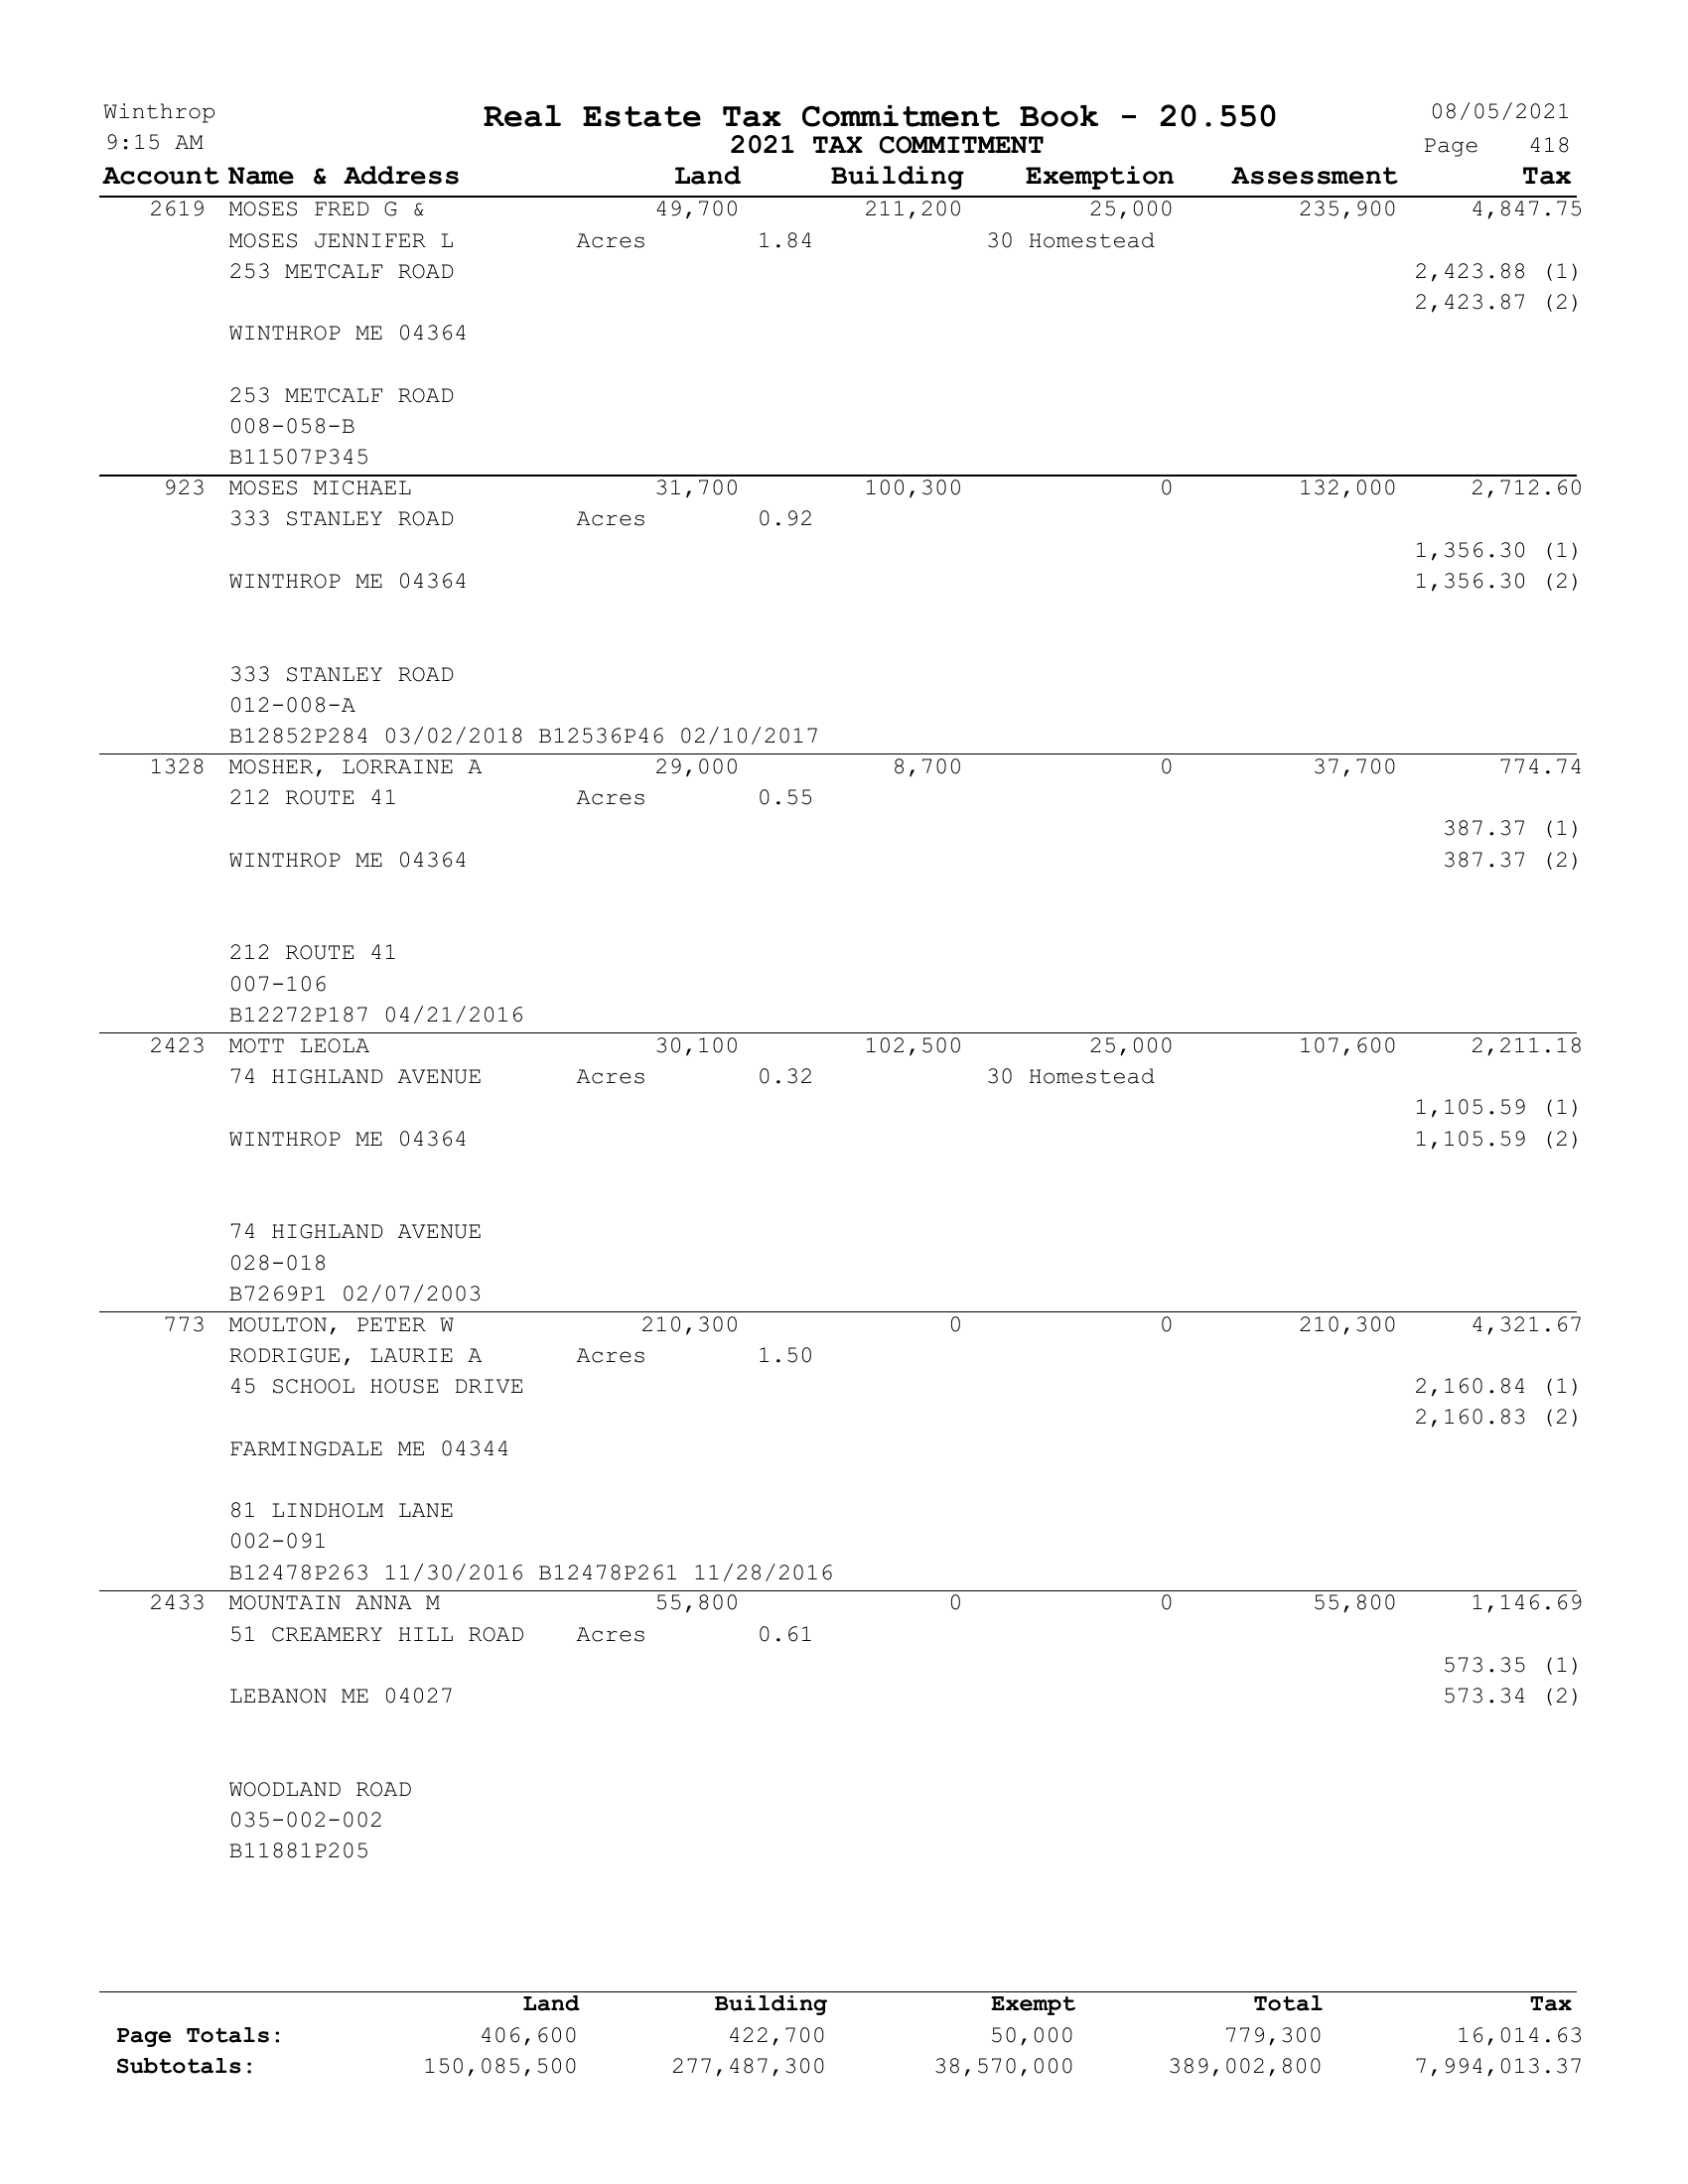 Winthrop Real Estate Tax Commitment Book - 20.550 08/05/2021
9:15 AM 2021 TAX COMMITMENT Page 418
Account Name & Address Land Building Exemption Assessment Tax
2619 MOSES FRED G & 49,700 211,200 25,000 235,900 4,847.75
MOSES JENNIFER L Acres 1.84 30 Homestead
253 METCALF ROAD 2,423.88 (1)
2,423.87 (2)
WINTHROP ME 04364
253 METCALF ROAD
008-058-B
B11507P345
923 MOSES MICHAEL 31,700 100,300 0 132,000 2,712.60
333 STANLEY ROAD Acres 0.92
1,356.30 (1)
WINTHROP ME 04364 1,356.30 (2)
333 STANLEY ROAD
012-008-A
B12852P284 03/02/2018 B12536P46 02/10/2017
1328 MOSHER, LORRAINE A 29,000 8,700 0 37,700 774.74
212 ROUTE 41 Acres 0.55
387.37 (1)
WINTHROP ME 04364 387.37 (2)
212 ROUTE 41
007-106
B12272P187 04/21/2016
2423 MOTT LEOLA 30,100 102,500 25,000 107,600 2,211.18
74 HIGHLAND AVENUE Acres 0.32 30 Homestead
1,105.59 (1)
WINTHROP ME 04364 1,105.59 (2)
74 HIGHLAND AVENUE
028-018
B7269P1 02/07/2003
773 MOULTON, PETER W 210,300 0 0 210,300 4,321.67
RODRIGUE, LAURIE A Acres 1.50
45 SCHOOL HOUSE DRIVE 2,160.84 (1)
2,160.83 (2)
FARMINGDALE ME 04344
81 LINDHOLM LANE
002-091
B12478P263 11/30/2016 B12478P261 11/28/2016
2433 MOUNTAIN ANNA M 55,800 0 0 55,800 1,146.69
51 CREAMERY HILL ROAD Acres 0.61
573.35 (1)
LEBANON ME 04027 573.34 (2)
WOODLAND ROAD
035-002-002
B11881P205
Land Building Exempt Total Tax
Page Totals: 406,600 422,700 50,000 779,300 16,014.63
Subtotals: 150,085,500 277,487,300 38,570,000 389,002,800 7,994,013.37